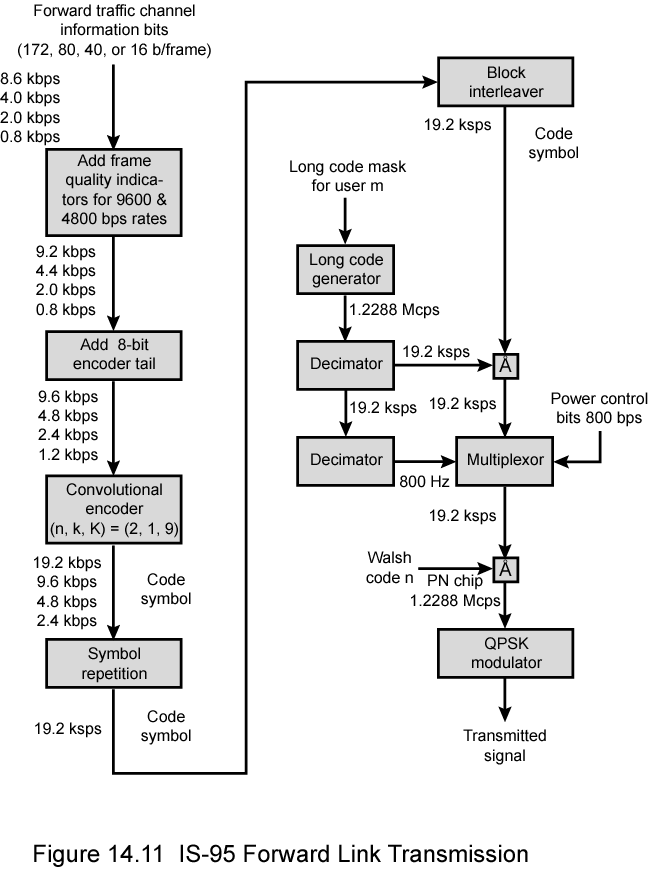 Forward traffic channel
information bits
(172, 80, 40, or 16 b/frame)
8.6 kbps
4.0 kbps
2.0 kbps
0.8 kbps
Add frame
quality indica-
tors for 9600 &
4800 bps rates
9.2 kbps
4.4 kbps
2.0 kbps
0.8 kbps
Add 8-bit
encoder tail
9.6 kbps
4.8 kbps
2.4 kbps
1.2 kbps
Convolutional
encoder
(n, k, K) = (2, 1, 9)
19.2 kbps
9.6 kbps
4.8 kbps
2.4 kbps
Code
symbol
Symbol
repetition
19.2 ksps
Code
symbol
Block
interleaver
19.2 ksps
Code
symbol
Long code mask
for user m
Long code
generator
1.2288 Mcps
Decimator
19.2 ksps
Å
19.2 ksps
19.2 ksps
Power control
bits 800 bps
Decimator
800 Hz
Multiplexor
19.2 ksps
Walsh
code n
PN chip
1.2288 Mcps
Å
QPSK
modulator
Transmitted
signal
Figure 14.11 IS-95 Forward Link Transmission